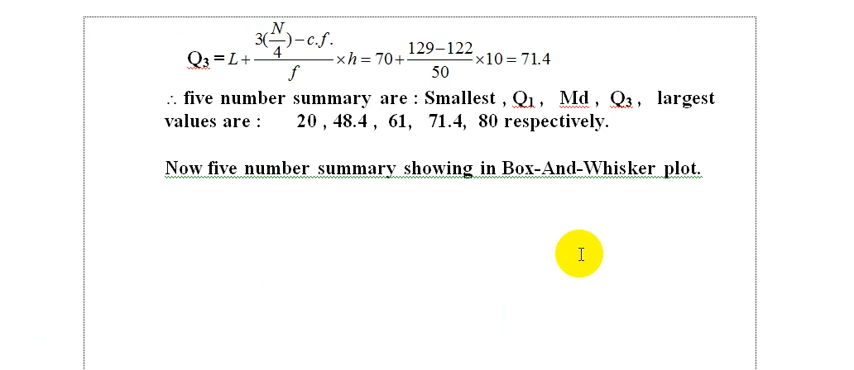 Q₃ = L + (3(N/4) − c.f.)/f × h = 70 + (129−122)/50 × 10 = 71.4
∴ five number summary are : Smallest , Q₁ , Md , Q₃ , largest
values are : 20 , 48.4 , 61, 71.4, 80 respectively.
Now five number summary showing in Box-And-Whisker plot.